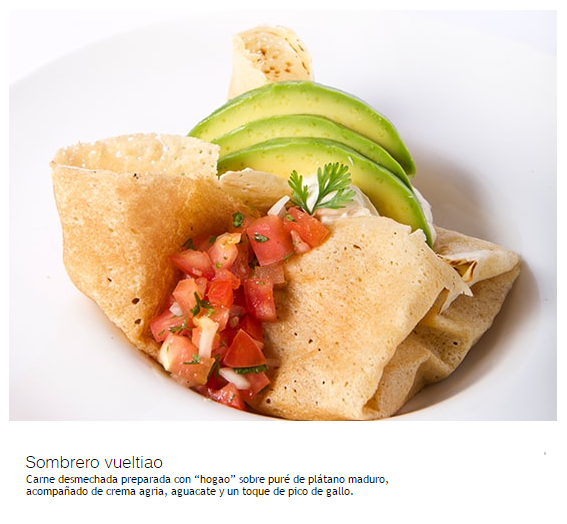 Sombrero vueltiao
Carne desmechada preparada con “hogao” sobre puré de plátano maduro,
acompañado de crema agria, aguacate y un toque de pico de gallo.